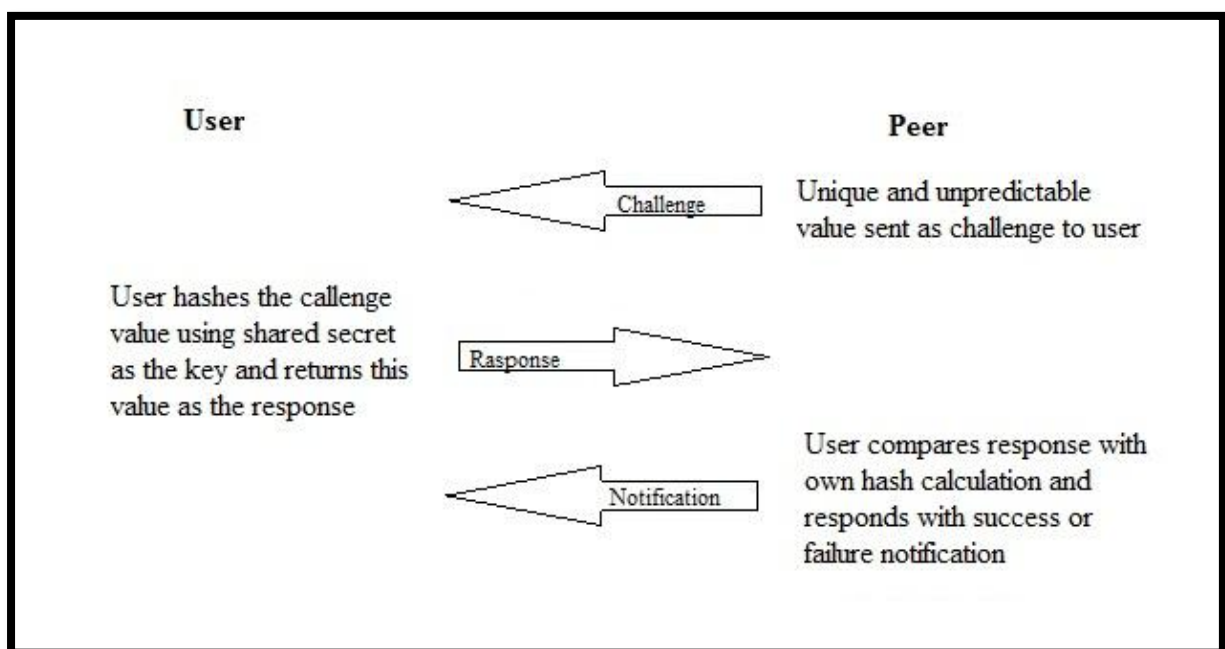 User
Peer
Challenge
Unique and unpredictable
value sent as challenge to user
User hashes the callenge
value using shared secret
as the key and returns this
value as the response
Rasponse
User compares response with
own hash calculation and
responds with success or
failure notification
Notification